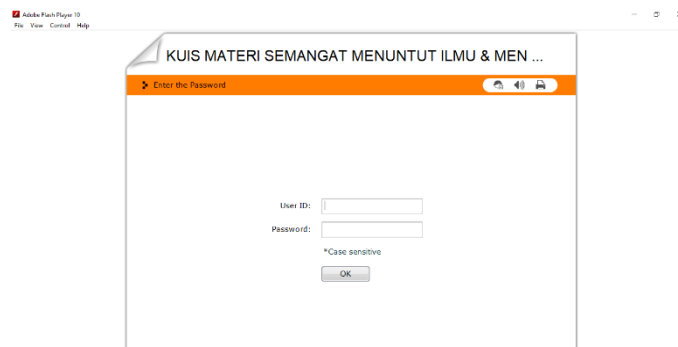 Adobe Flash Player 10
File View Control Help
KUIS MATERI SEMANGAT MENUNTUT ILMU & MEN ...
Enter the Password
User ID:
Password:
*Case sensitive
OK